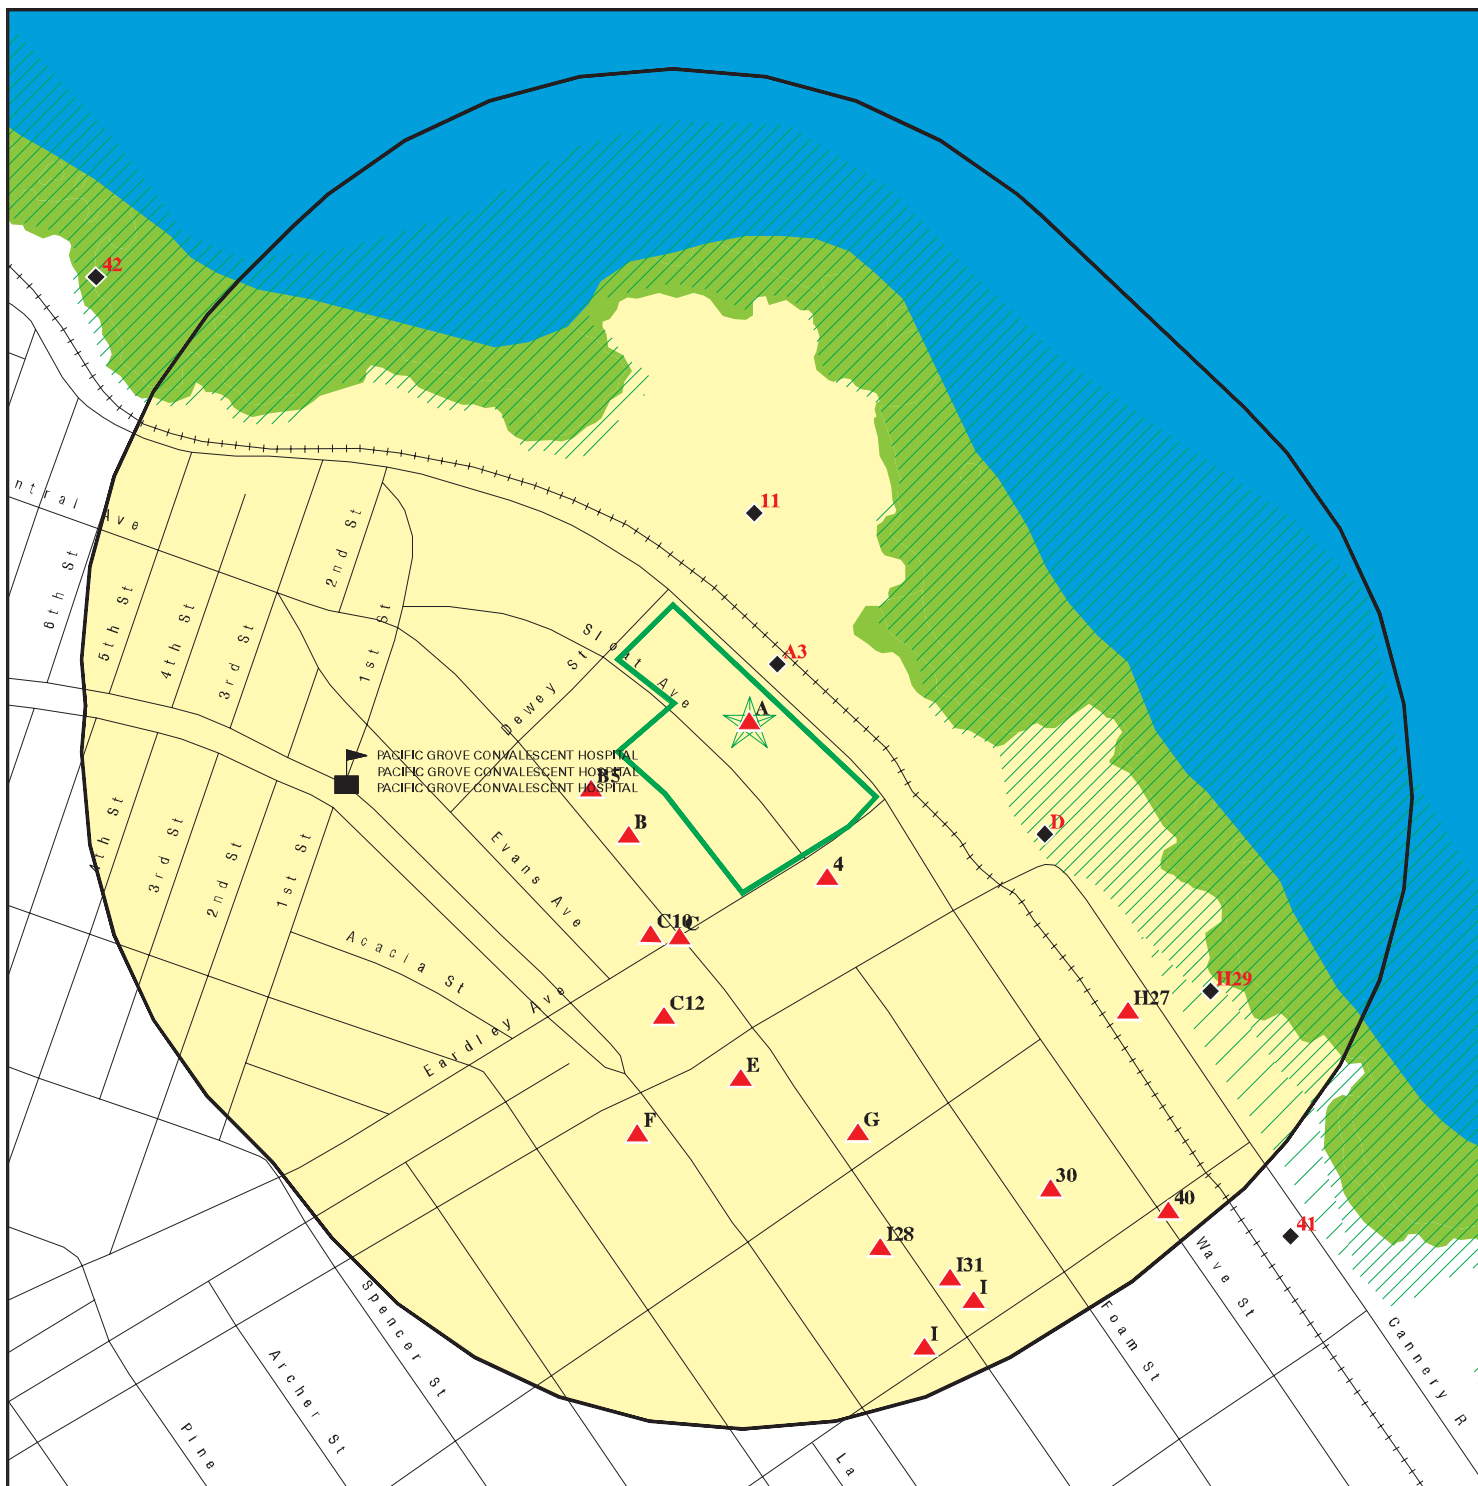 42
11
ntral Ave
2nd St
6th St
5th St
4th St
3rd St
1st St
Sloat Ave
Dewey St
A3
A
PACIFIC GROVE CONVALESCENT HOSPITAL
PACIFIC GROVE CONVALESCENT HOSPITAL
PACIFIC GROVE CONVALESCENT HOSPITAL
B5
B
D
4th St
3rd St
2nd St
1st St
Evans Ave
4
C10
C
Acacia St
Eardley Ave
H29
H27
C12
E
F
G
30
40
41
I28
I31
I
I
Wave St
Foam St
Cannery R
Spencer St
Archer St
Pine
La